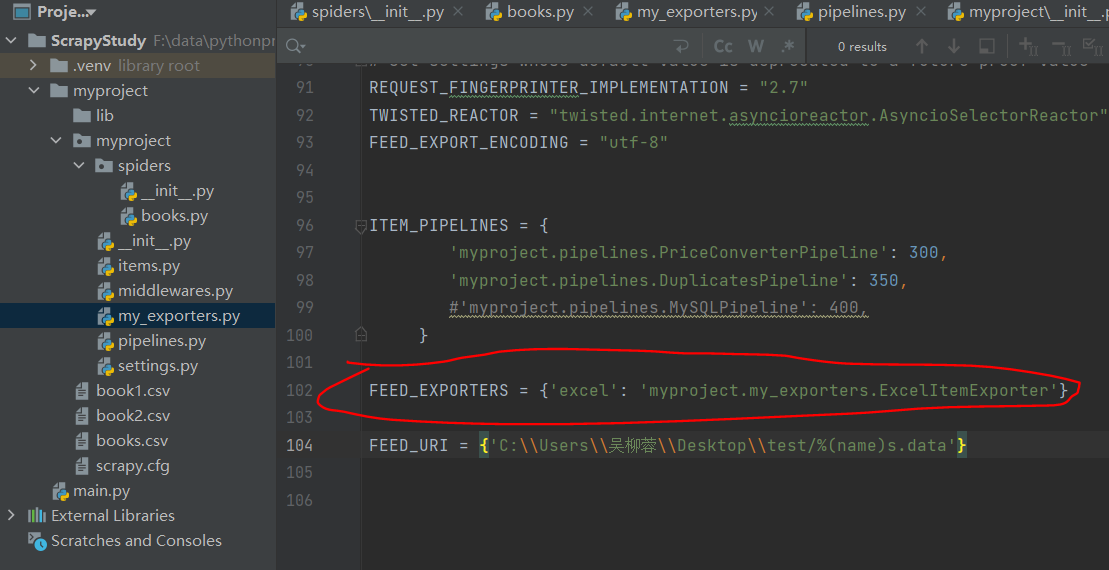 Proje...
ScrapyStudy F:\data\pythonpr
.venv library root
myproject
lib
myproject
spiders
__init__.py
books.py
__init__.py
items.py
middlewares.py
my_exporters.py
pipelines.py
settings.py
book1.csv
book2.csv
books.csv
scrapy.cfg
main.py
External Libraries
Scratches and Consoles
spiders\__init__.py
books.py
my_exporters.py
pipelines.py
myproject\__init__.p
Cc
W
.*
0 results
91 REQUEST_FINGERPRINTER_IMPLEMENTATION = "2.7"
92 TWISTED_REACTOR = "twisted.internet.asyncioreactor.AsyncioSelectorReactor"
93 FEED_EXPORT_ENCODING = "utf-8"
94
95
96 ITEM_PIPELINES = {
97 'myproject.pipelines.PriceConverterPipeline': 300,
98 'myproject.pipelines.DuplicatesPipeline': 350,
99 #'myproject.pipelines.MySQLPipeline': 400,
100 }
101
102 FEED_EXPORTERS = {'excel': 'myproject.my_exporters.ExcelItemExporter'}
103
104 FEED_URI = {'C:\\Users\\吴柳蓉\\Desktop\\test/%(name)s.data'}
105
106